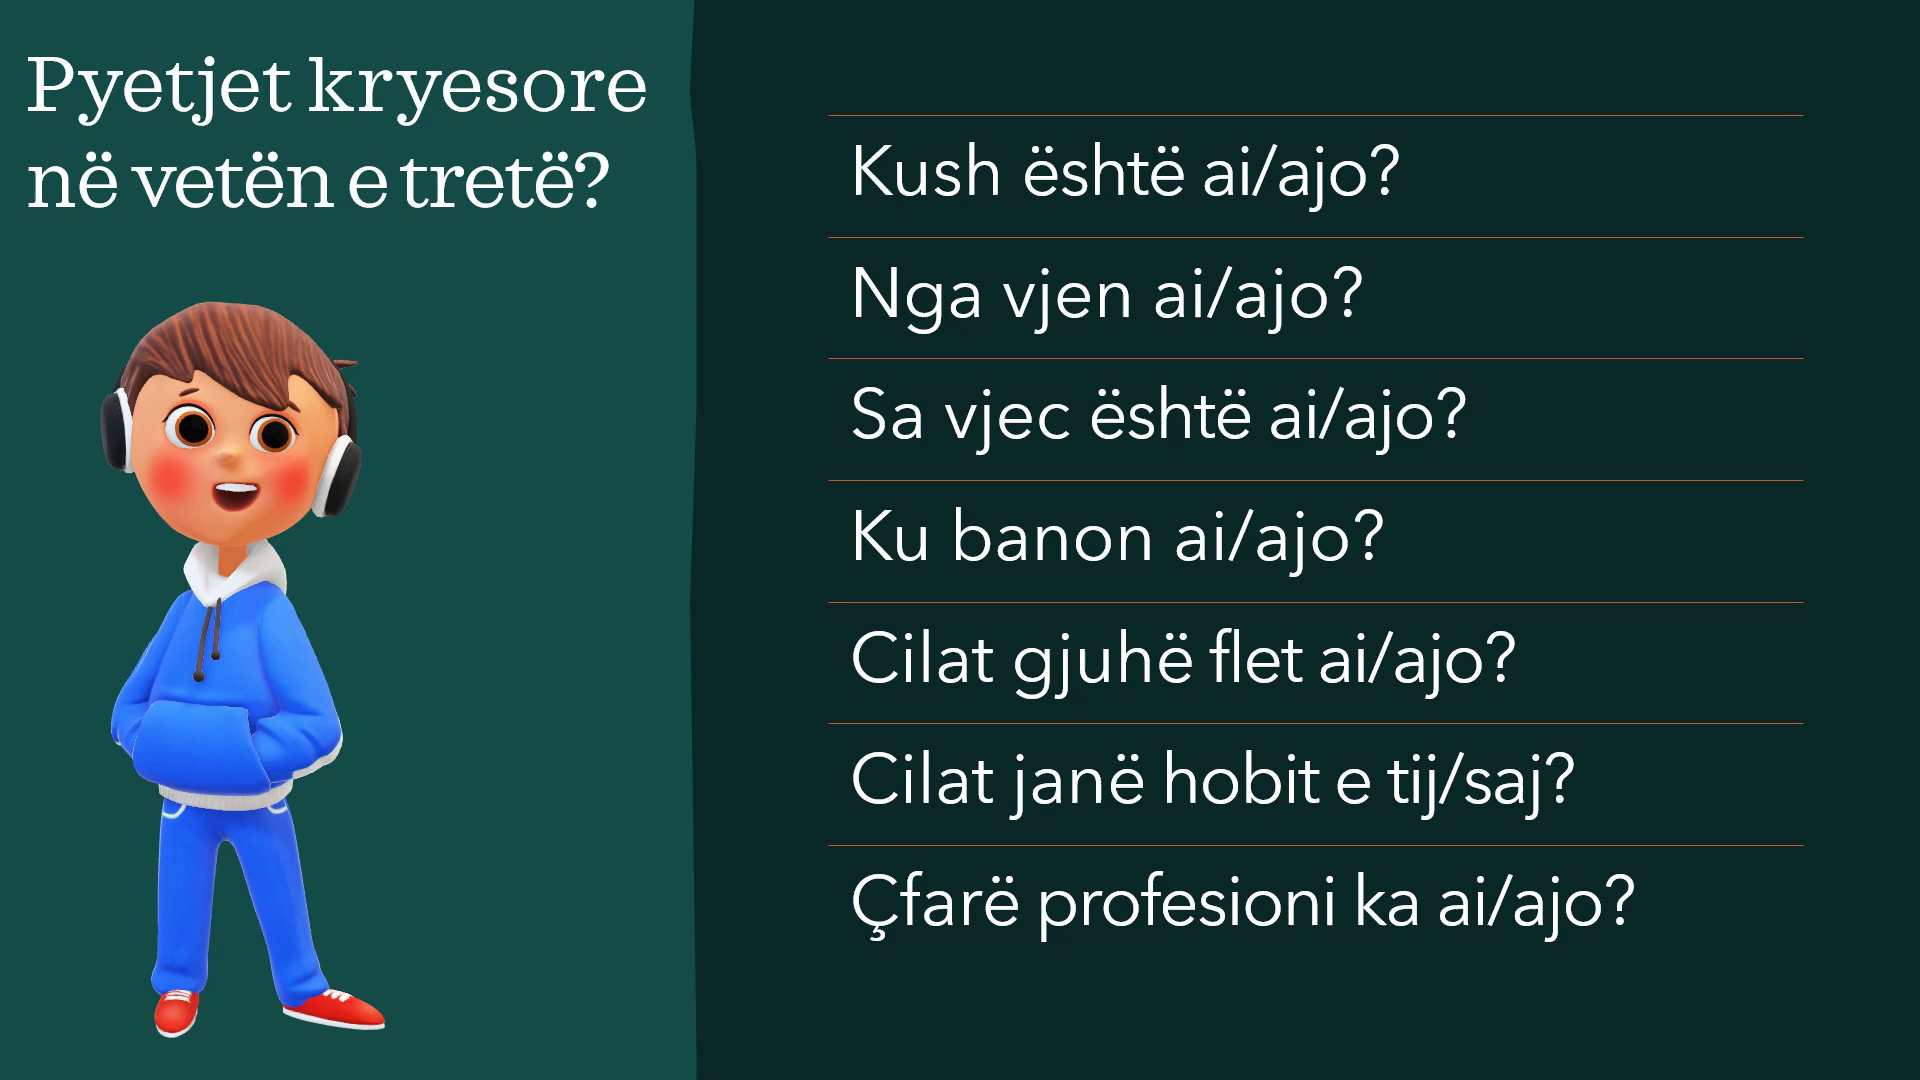 Pyetjet kryesore
në vetën e tretë?
Kush është ai/ajo?
Nga vjen ai/ajo?
Sa vjec është ai/ajo?
Ku banon ai/ajo?
Cilat gjuhë flet ai/ajo?
Cilat janë hobit e tij/saj?
Çfarë profesioni ka ai/ajo?